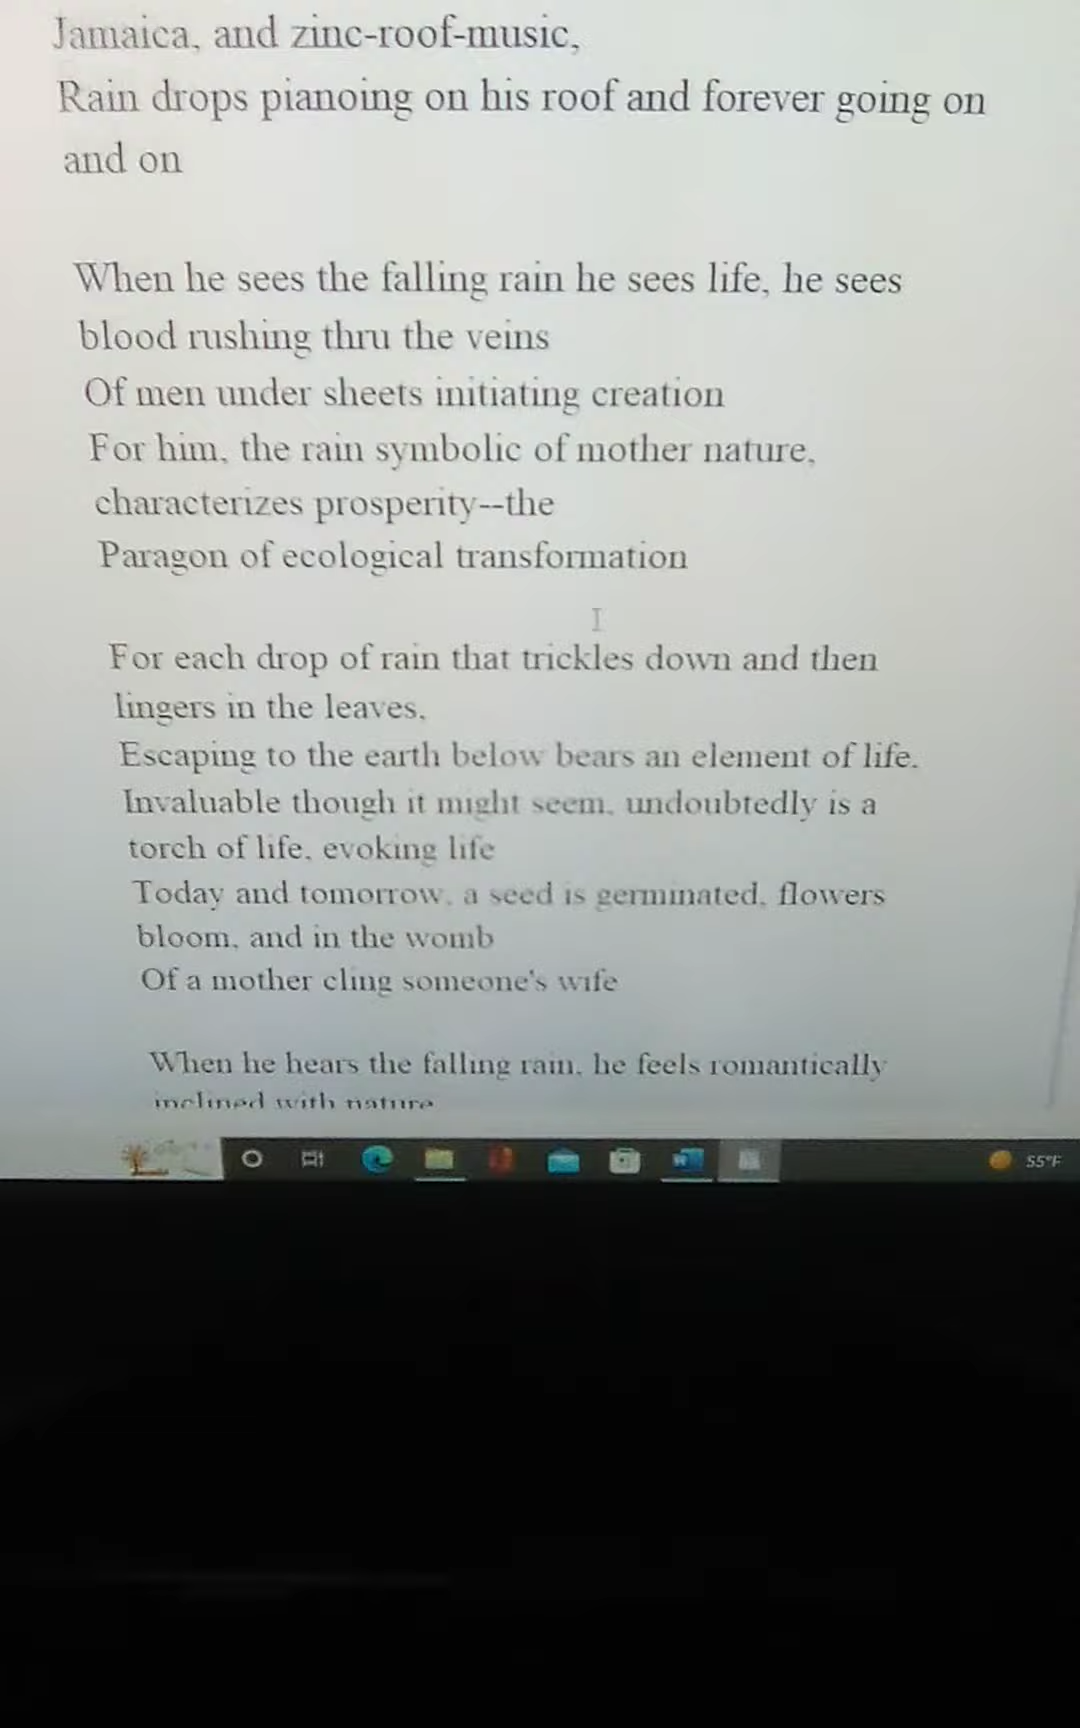 Jamaica, and zinc-roof-music,
Rain drops pianoing on his roof and forever going on
and on
When he sees the falling rain he sees life, he sees
blood rushing thru the veins
Of men under sheets initiating creation
For him, the rain symbolic of mother nature,
characterizes prosperity--the
Paragon of ecological transformation
For each drop of rain that trickles down and then
lingers in the leaves,
Escaping to the earth below bears an element of life.
Invaluable though it might seem, undoubtedly is a
torch of life, evoking life
Today and tomorrow, a seed is germinated, flowers
bloom, and in the womb
Of a mother cling someone's wife
When he hears the falling rain, he feels romantically
inclined with nature
55°F